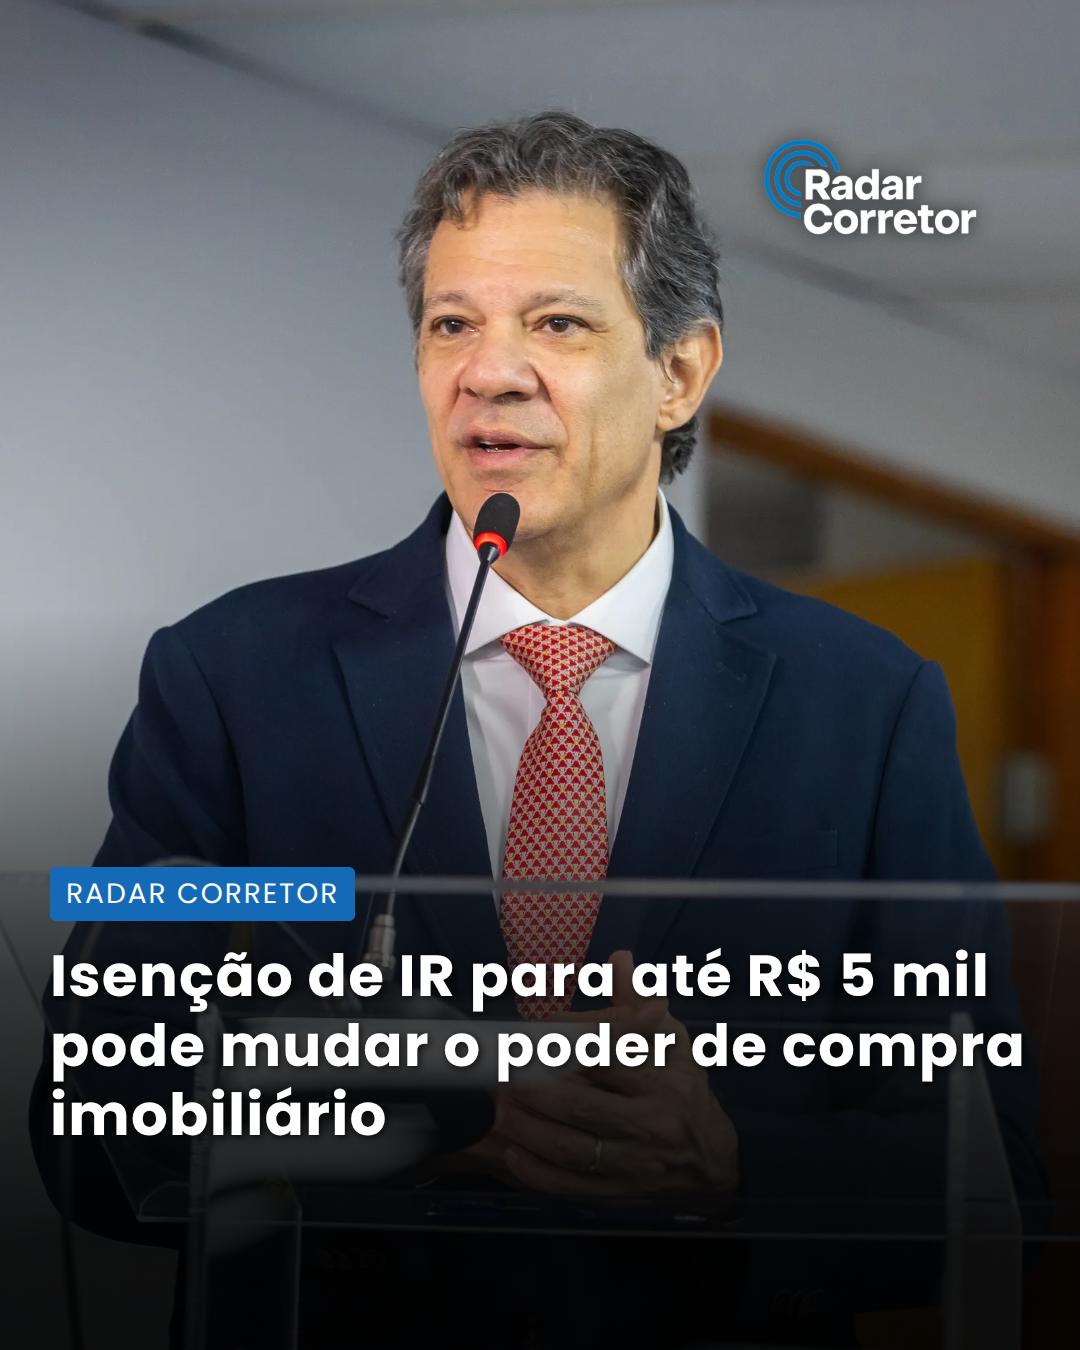 Radar
Corretor
RADAR CORRETOR
Isenção de IR para até R$ 5 mil
pode mudar o poder de compra
imobiliário